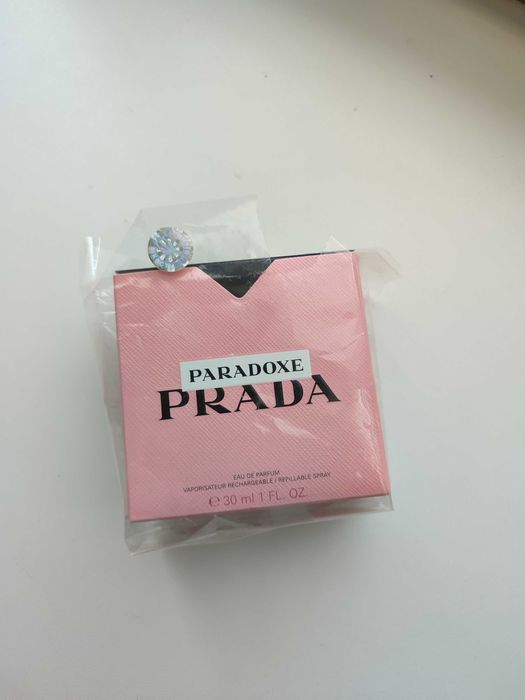 PARADOXE
PRADA
EAU DE PARFUM
VAPORISATEUR RECHARGEABLE / REFILLABLE SPRAY
℮ 30 ml 1 FL. OZ